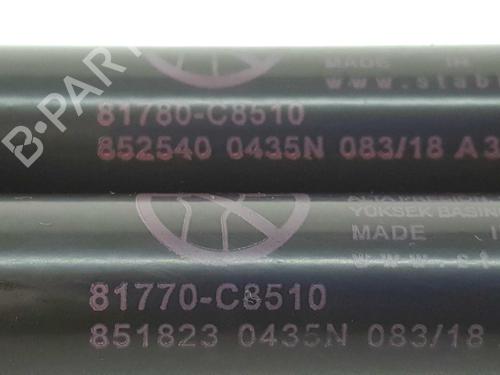 MADE IN
www.stab
81780-C8510
852540 0435N 083/18 A3
YUKSEK BASIN
MADE I
81770-C8510
851823 0435N 083/18
B PARTS